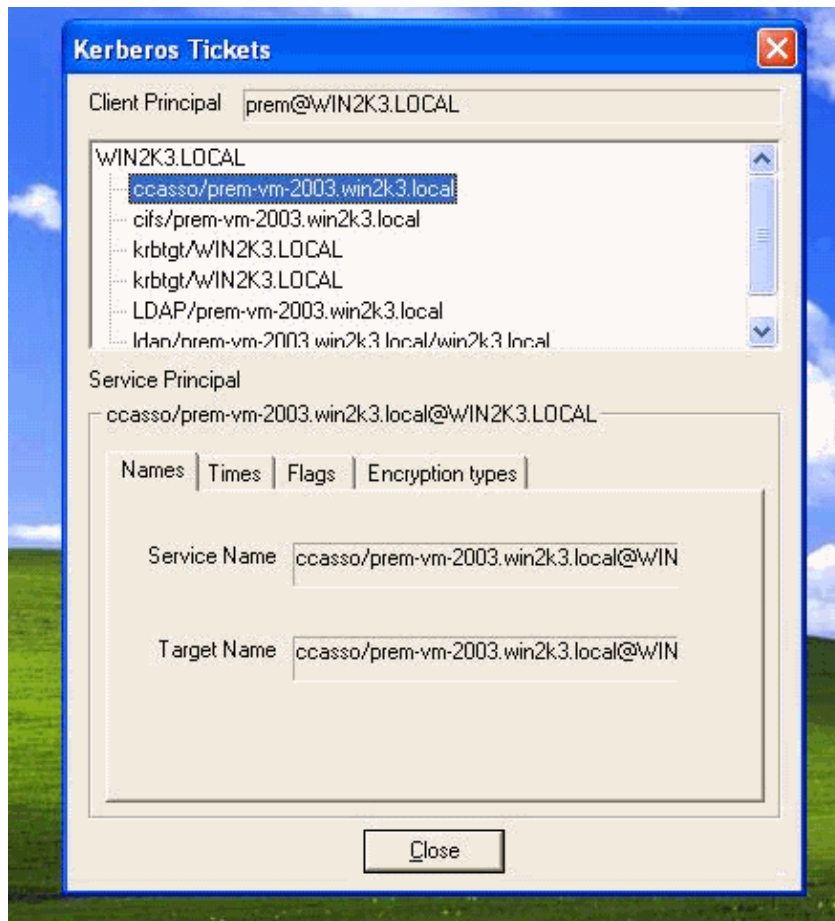 Kerberos Tickets
Client Principal prem@WIN2K3.LOCAL
WIN2K3.LOCAL
ccasso/prem-vm-2003.win2k3.local
cifs/prem-vm-2003.win2k3.local
krbtgt/WIN2K3.LOCAL
krbtgt/WIN2K3.LOCAL
LDAP/prem-vm-2003.win2k3.local
ldap/prem-vm-2003.win2k3.local/win2k3.local
Service Principal
ccasso/prem-vm-2003.win2k3.local@WIN2K3.LOCAL
Names Times Flags Encryption types
Service Name ccasso/prem-vm-2003.win2k3.local@WIN
Target Name ccasso/prem-vm-2003.win2k3.local@WIN
Close